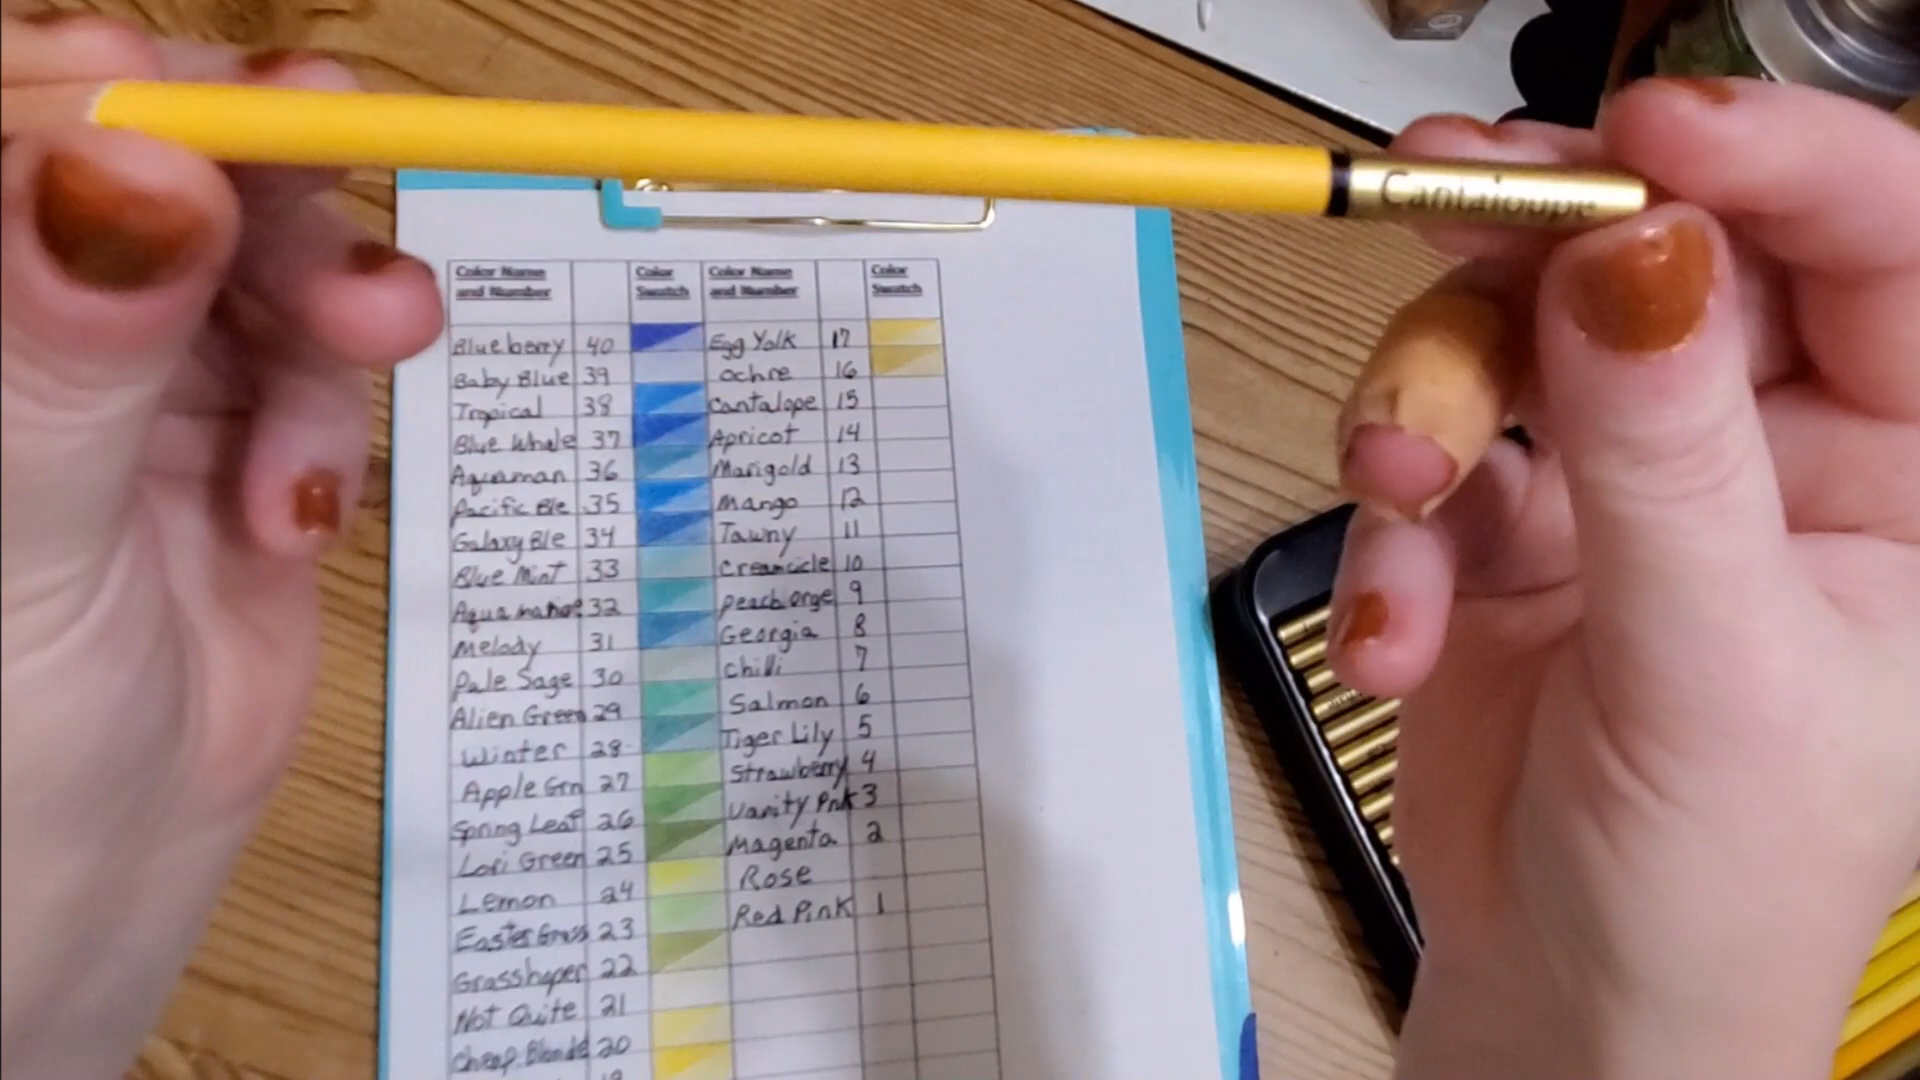 Cantaloupe
Color Name Color Color Name Color
and Number Swatch and Number Swatch
Blueberry 40 Egg Yolk 17
Baby Blue 39 Ochre 16
Tropical 38 Cantalope 15
Blue Whale 37 Apricot 14
Aquaman 36 Marigold 13
Pacific Ble 35 Mango 12
Galaxy Ble 34 Tawny 11
Blue Mint 33 Creamcicle 10
Aqua marine 32 peach orge 9
Melody 31 Georgia 8
Pale Sage 30 Chilli 7
Alien Green 29 Salmon 6
Winter 28 Tiger Lily 5
Apple Grn 27 Strawberry 4
Spring Leaf 26 Vanity Pnk 3
Lori Green 25 Magenta 2
Lemon 24 Rose
Easter Grass 23 Red Pink 1
Grasshoper 22
Not Quite 21
Cheap Blonde 20